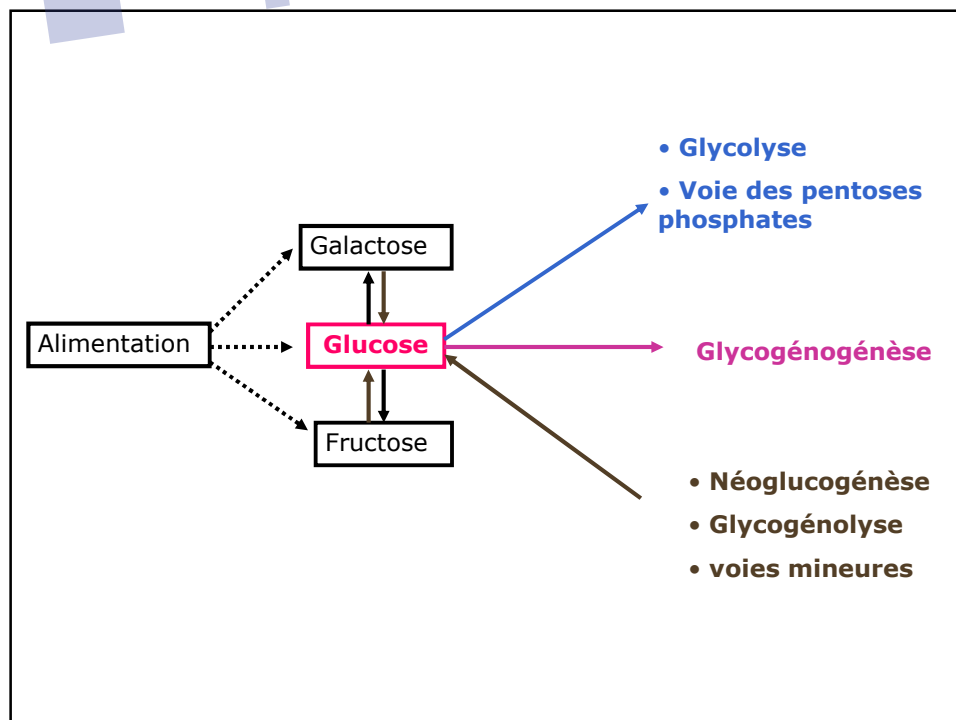 • Glycolyse
• Voie des pentoses
phosphates
Galactose
Alimentation
Glucose
Glycogénogénèse
Fructose
• Néoglucogénèse
• Glycogénolyse
• voies mineures